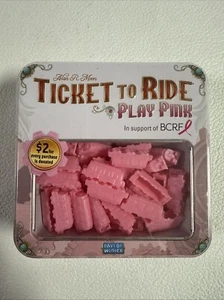 Alan R. Moon
TICKET TO RIDE
PLAY PINK
In support of BCRF
$2
for
every purchase
is donated
DAYS OF
WONDER